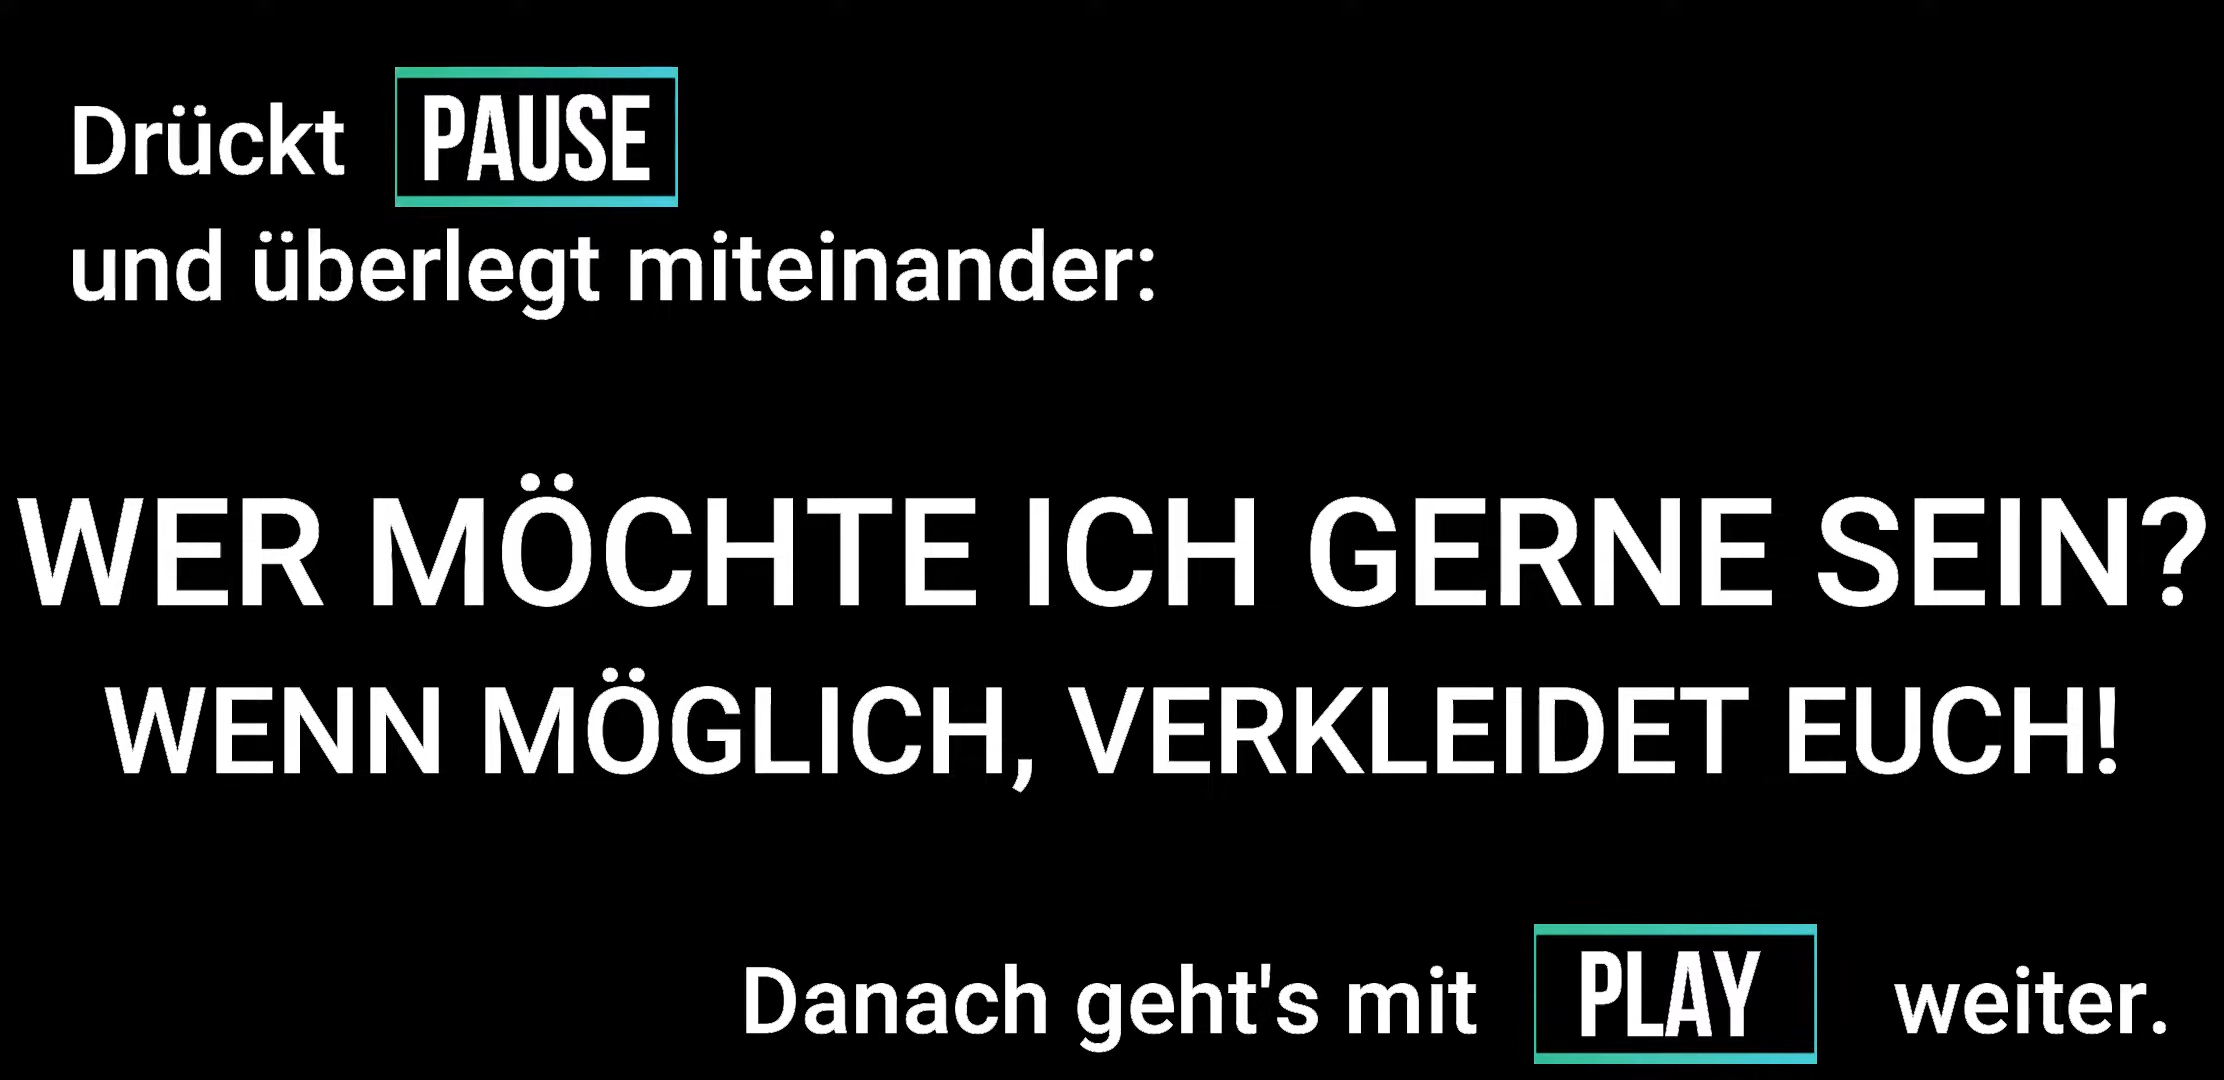 Drückt PAUSE
und überlegt miteinander:
WER MÖCHTE ICH GERNE SEIN?
WENN MÖGLICH, VERKLEIDET EUCH!
Danach geht's mit PLAY weiter.